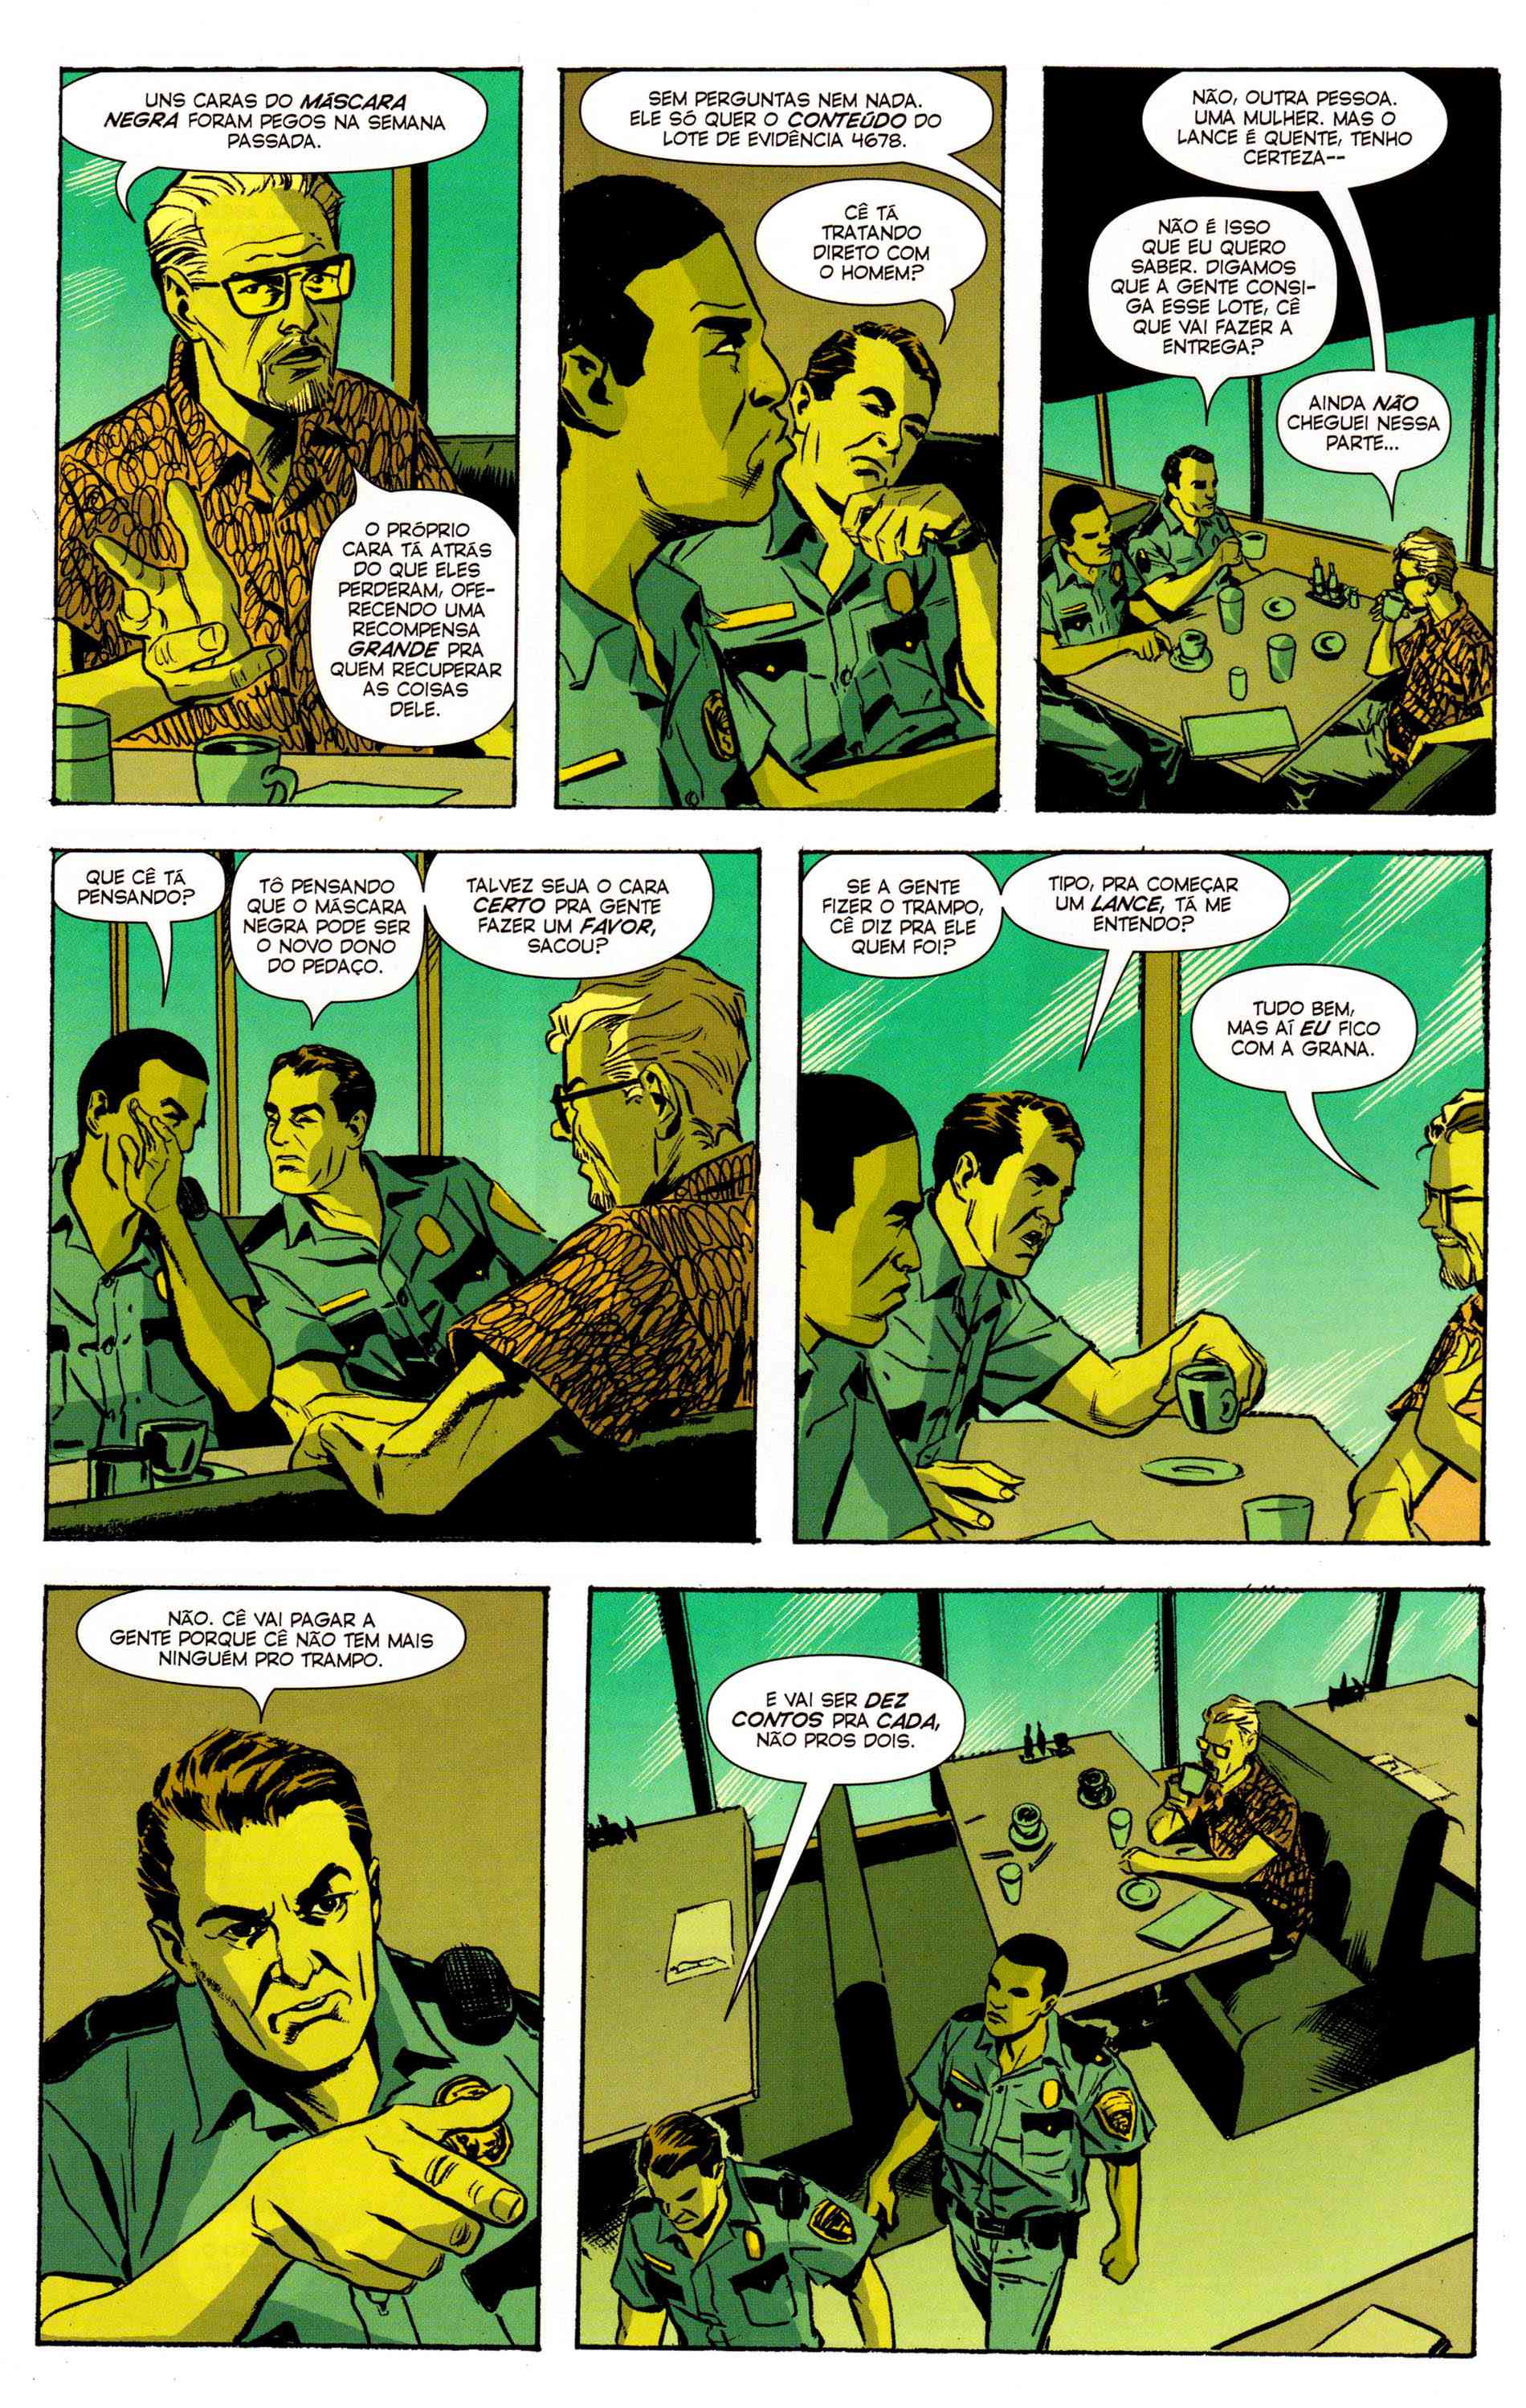 UNS CARAS DO MÁSCARA
NEGRA FORAM PEGOS NA SEMANA
PASSADA.
O PRÓPRIO
CARA TÁ ATRÁS
DO QUE ELES
PERDERAM, OFE-
RECENDO UMA
RECOMPENSA
GRANDE PRA
QUEM RECUPERAR
AS COISAS
DELE.
SEM PERGUNTAS NEM NADA.
ELE SÓ QUER O CONTEÚDO DO
LOTE DE EVIDÊNCIA 4678.
CÊ TÁ
TRATANDO
DIRETO COM
O HOMEM?
NÃO, OUTRA PESSOA.
UMA MULHER. MAS O
LANCE É QUENTE, TENHO
CERTEZA--
NÃO É ISSO
QUE EU QUERO
SABER. DIGAMOS
QUE A GENTE CONSI-
GA ESSE LOTE, CÊ
QUE VAI FAZER A
ENTREGA?
AINDA NÃO
CHEGUEI NESSA
PARTE...
QUE CÊ TÁ
PENSANDO?
TÔ PENSANDO
QUE O MÁSCARA
NEGRA PODE SER
O NOVO DONO
DO PEDAÇO.
TALVEZ SEJA O CARA
CERTO PRA GENTE
FAZER UM FAVOR,
SACOU?
SE A GENTE
FIZER O TRAMPO,
CÊ DIZ PRA ELE
QUEM FOI?
TIPO, PRA COMEÇAR
UM LANCE, TÁ ME
ENTENDO?
TUDO BEM,
MAS AÍ EU FICO
COM A GRANA.
NÃO. CÊ VAI PAGAR A
GENTE PORQUE CÊ NÃO TEM MAIS
NINGUÉM PRO TRAMPO.
E VAI SER DEZ
CONTOS PRA CADA,
NÃO PROS DOIS.